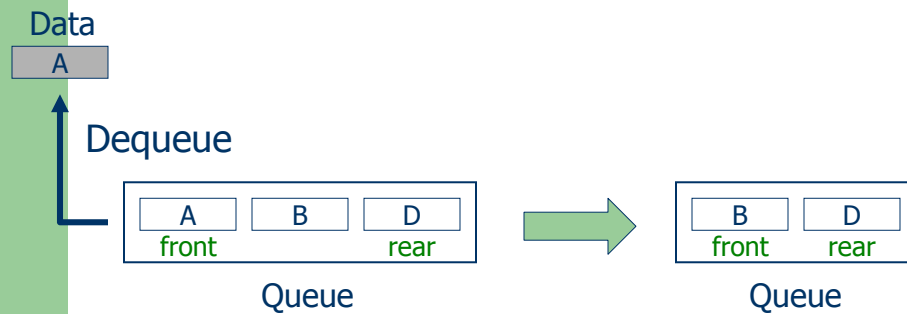 Data
A
Dequeue
A B D B D
front rear front rear
Queue Queue